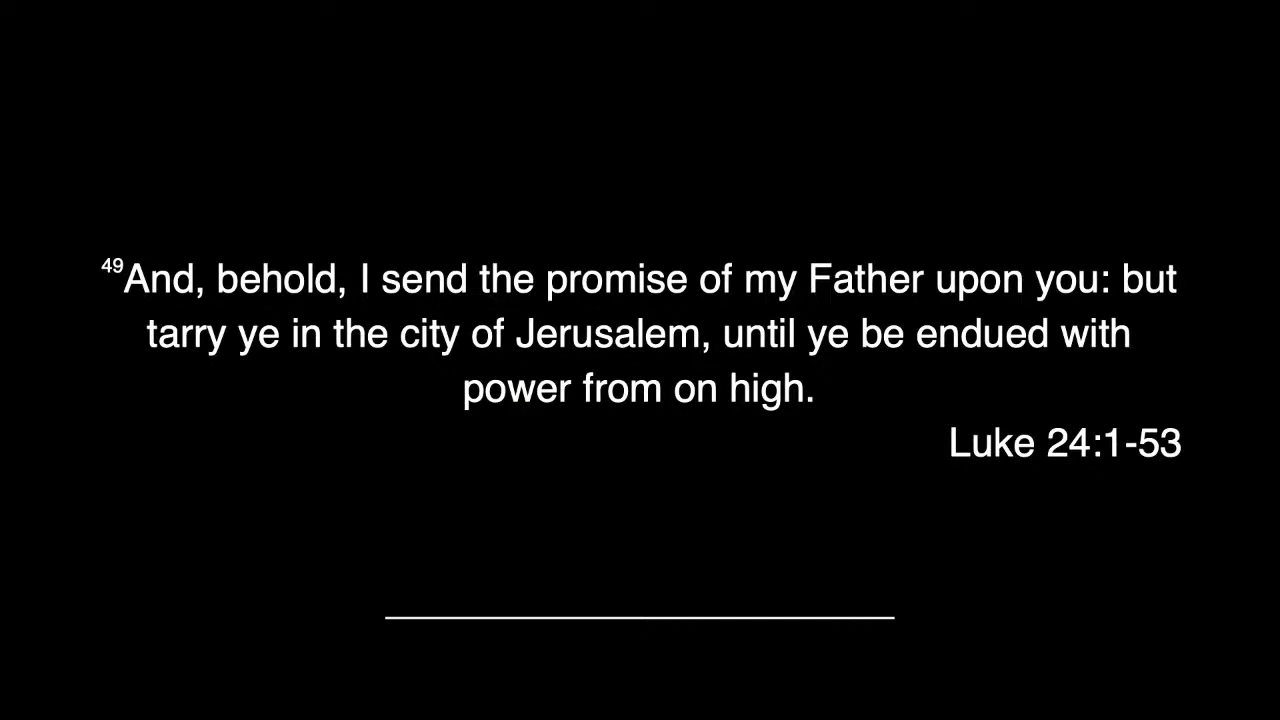 49And, behold, I send the promise of my Father upon you: but
tarry ye in the city of Jerusalem, until ye be endued with
power from on high.
Luke 24:1-53